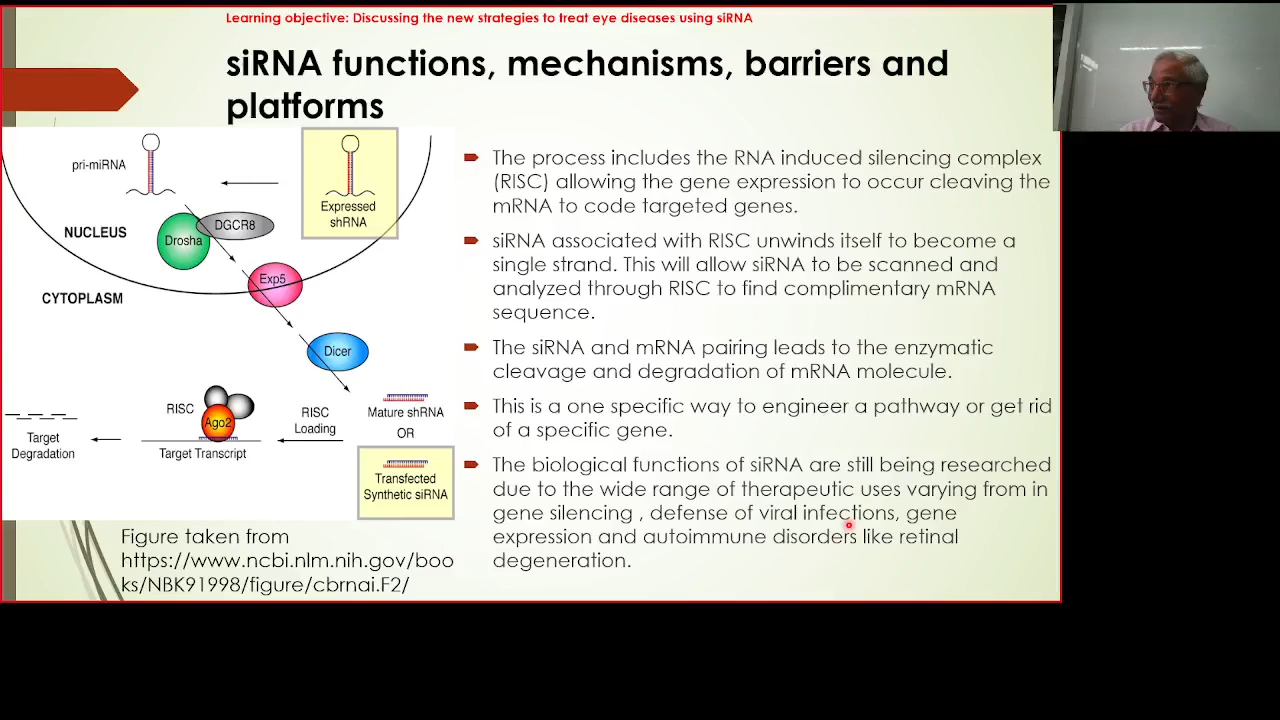 Learning objective: Discussing the new strategies to treat eye diseases using siRNA
siRNA functions, mechanisms, barriers and
platforms
pri-miRNA
Expressed
shRNA
NUCLEUS
Drosha
DGCR8
CYTOPLASM
Exp5
Dicer
RISC
Ago2
RISC
Loading
Mature shRNA
OR
Target
Degradation
Target Transcript
Transfected
Synthetic siRNA
Figure taken from
https://www.ncbi.nlm.nih.gov/boo
ks/NBK91998/figure/cbrnai.F2/
The process includes the RNA induced silencing complex
(RISC) allowing the gene expression to occur cleaving the
mRNA to code targeted genes.
siRNA associated with RISC unwinds itself to become a
single strand. This will allow siRNA to be scanned and
analyzed through RISC to find complimentary mRNA
sequence.
The siRNA and mRNA pairing leads to the enzymatic
cleavage and degradation of mRNA molecule.
This is a one specific way to engineer a pathway or get rid
of a specific gene.
The biological functions of siRNA are still being researched
due to the wide range of therapeutic uses varying from in
gene silencing , defense of viral infections, gene
expression and autoimmune disorders like retinal
degeneration.